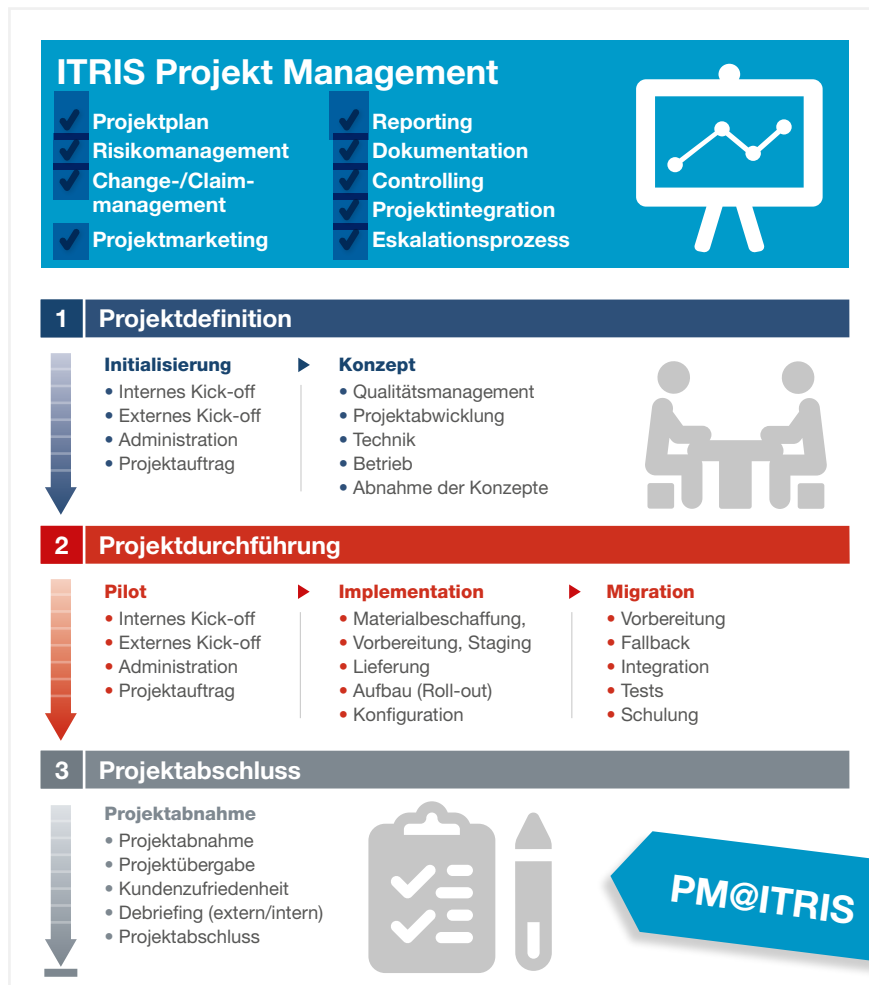 ITRIS Projekt Management
✔ Projektplan
✔ Risikomanagement
✔ Change-/Claim-
management
✔ Projektmarketing
✔ Reporting
✔ Dokumentation
✔ Controlling
✔ Projektintegration
✔ Eskalationsprozess
1 Projektdefinition
Initialisierung
• Internes Kick-off
• Externes Kick-off
• Administration
• Projektauftrag
Konzept
• Qualitätsmanagement
• Projektabwicklung
• Technik
• Betrieb
• Abnahme der Konzepte
2 Projektdurchführung
Pilot
• Internes Kick-off
• Externes Kick-off
• Administration
• Projektauftrag
Implementation
• Materialbeschaffung,
• Vorbereitung, Staging
• Lieferung
• Aufbau (Roll-out)
• Konfiguration
Migration
• Vorbereitung
• Fallback
• Integration
• Tests
• Schulung
3 Projektabschluss
Projektabnahme
• Projektabnahme
• Projektübergabe
• Kundenzufriedenheit
• Debriefing (extern/intern)
• Projektabschluss
PM@ITRIS